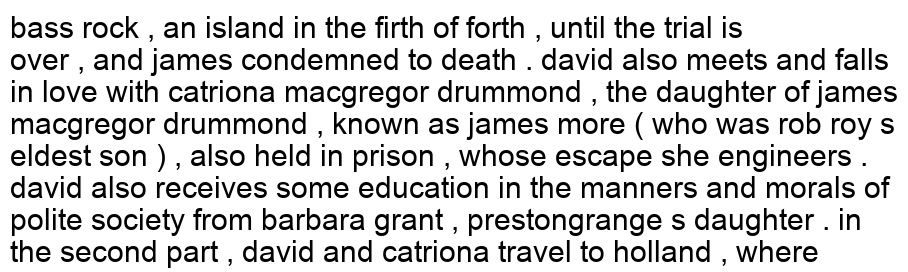 bass rock , an island in the firth of forth , until the trial is
over , and james condemned to death . david also meets and falls
in love with catriona macgregor drummond , the daughter of james
macgregor drummond , known as james more ( who was rob roy s
eldest son ) , also held in prison , whose escape she engineers .
david also receives some education in the manners and morals of
polite society from barbara grant , prestongrange s daughter . in
the second part , david and catriona travel to holland , where